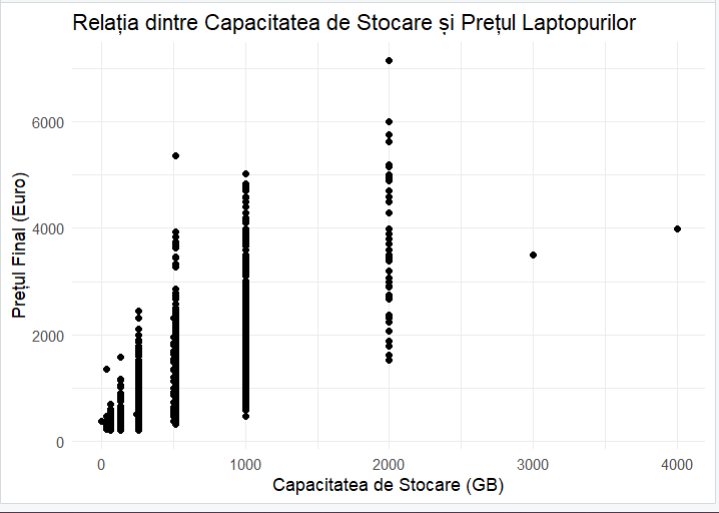 Relația dintre Capacitatea de Stocare și Prețul Laptopurilor
Prețul Final (Euro)
6000
4000
2000
0
0 1000 2000 3000 4000
Capacitatea de Stocare (GB)